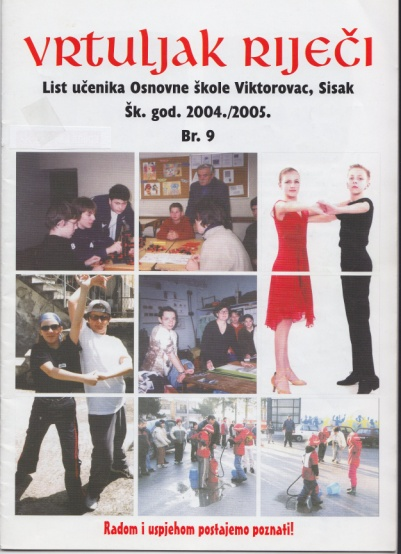 VRTULJAK RIJEČI
List učenika Osnovne škole Viktorovac, Sisak
Šk. god. 2004./2005.
Br. 9
Radom i uspjehom postajemo poznati!